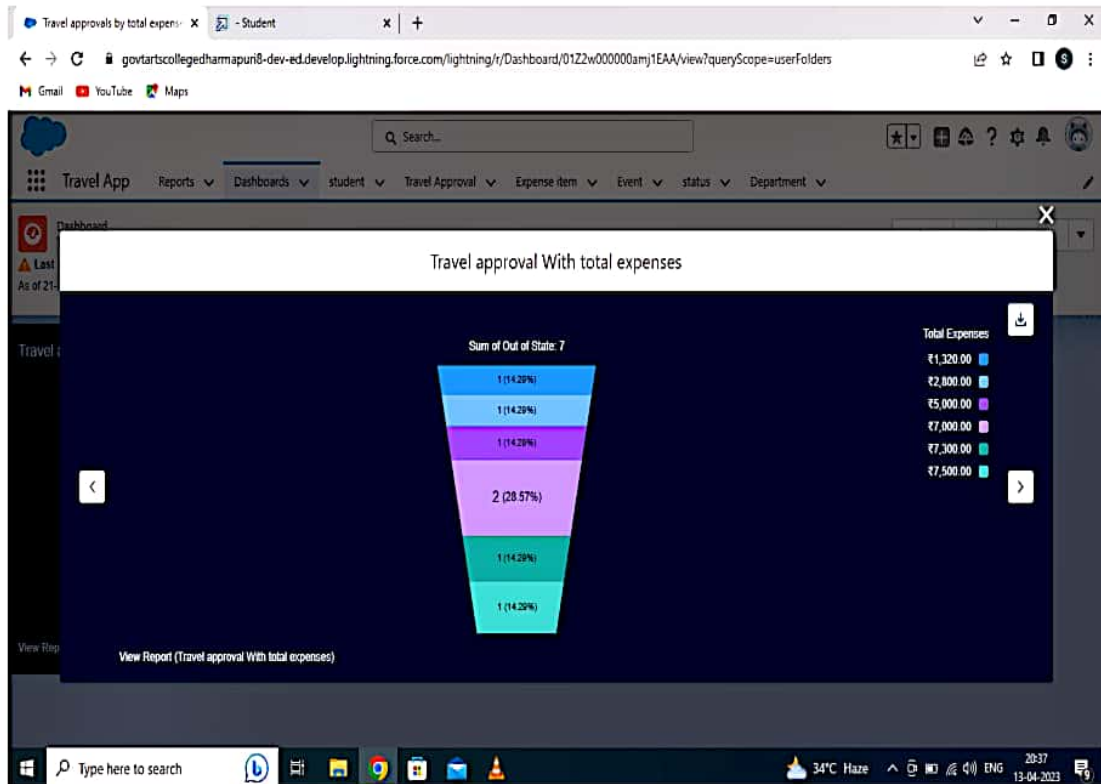 Travel approvals by total expens
- Student
govtartscollegedharmapuri8-dev-ed.develop.lightning.force.com/lightning/r/Dashboard/01Z2w000000amj1EAA/view?queryScope=userFolders
S
Gmail YouTube Maps
Search...
Travel App Reports Dashboards student Travel Approval Expense item Event status Department
Dashboard
Last
As of 21-
Travel approval With total expenses
Travel a
Sum of Out of State: 7
Total Expenses
₹1,320.00
₹2,800.00
₹5,000.00
₹7,000.00
₹7,300.00
₹7,500.00
1 (14.29%)
1 (14.29%)
1 (14.29%)
2 (28.57%)
1 (14.29%)
1 (14.29%)
View Rep
View Report (Travel approval With total expenses)
Type here to search
34°C Haze
ENG
20:37
13-04-2023